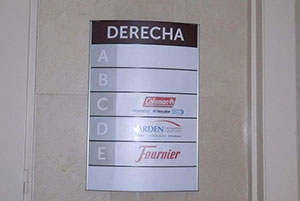 DERECHA
A
B
C Coleman
D ARDEN
E Fournier